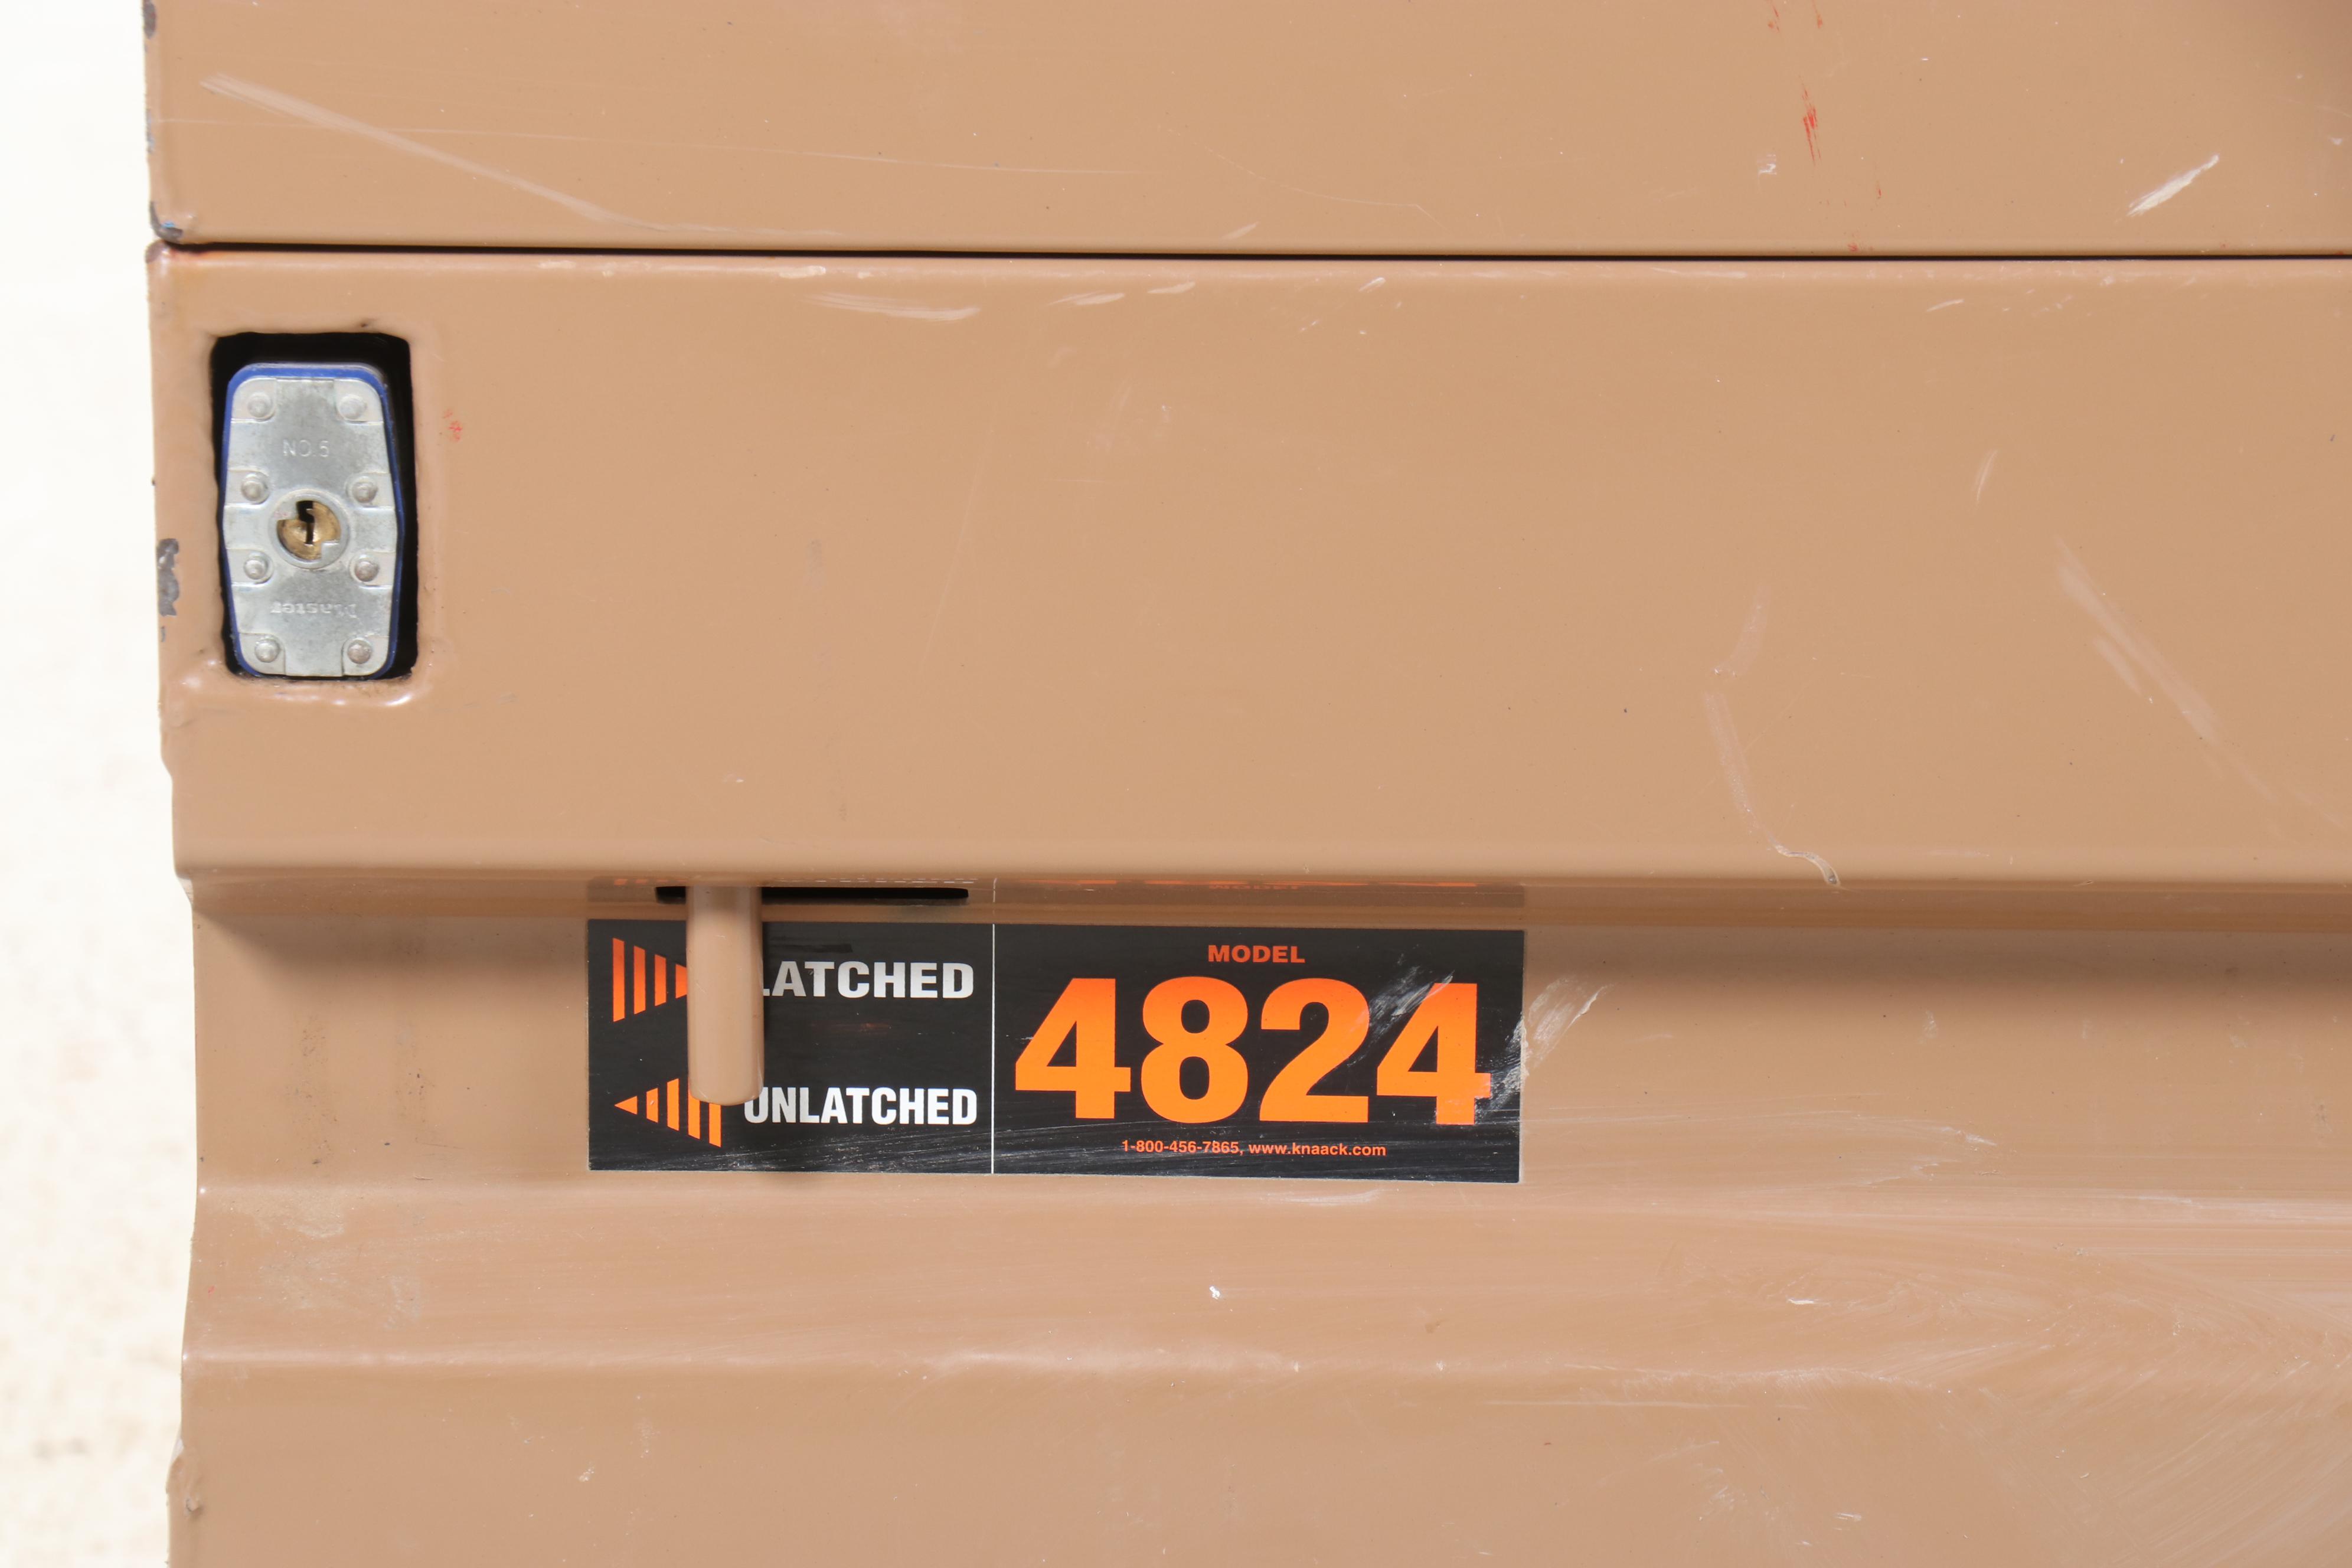 NO.5
Master
LATCHED
UNLATCHED
MODEL
4824
1-800-456-7865, www.knaack.com